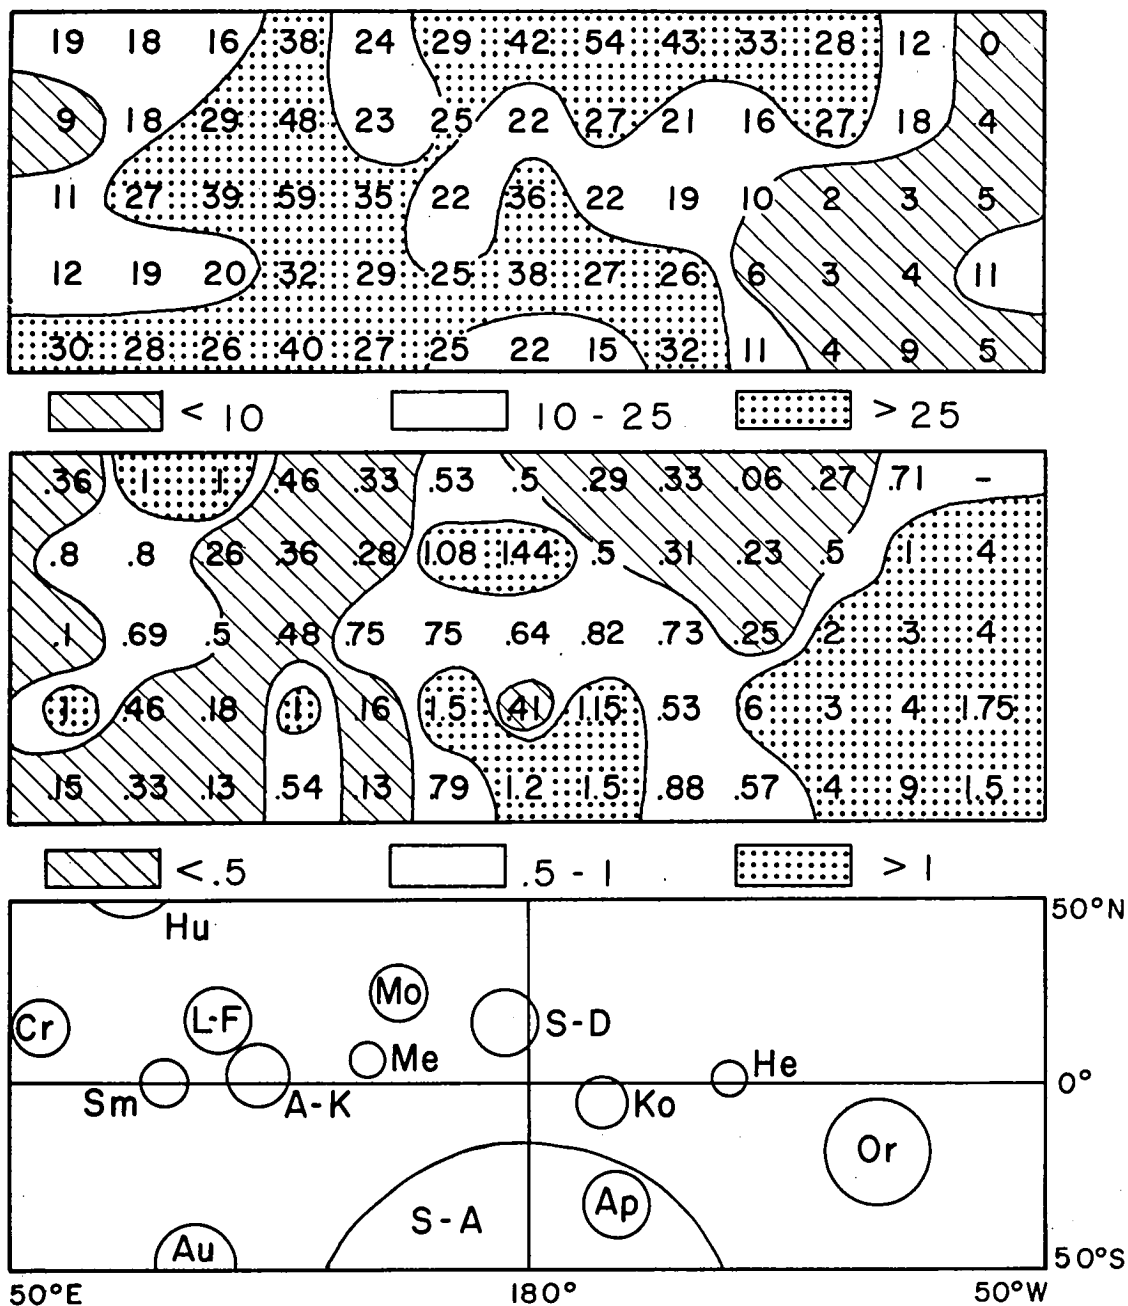 19 18 16 38 24 29 42 54 43 33 28 12 0
9 18 29 48 23 25 22 27 21 16 27 18 4
11 27 39 59 35 22 36 22 19 10 2 3 5
12 19 20 32 29 25 38 27 26 6 3 4 11
30 28 26 40 27 25 22 15 32 11 4 9 5
< 10 10 - 25 > 25
.36 1 1 .46 .33 .53 .5 .29 .33 .06 .27 .71 -
.8 .8 .26 .36 .28 1.08 1.44 .5 .31 .23 .5 1 4
.1 .69 .5 .48 .75 .75 .64 .82 .73 .25 2 3 4
1 .46 .18 1 .16 1.5 .41 1.15 .53 6 3 4 1.75
.15 .33 .13 .54 .13 .79 1.2 1.5 .88 .57 4 9 1.5
< .5 .5 - 1 > 1
50°N
Hu
Mo
Cr L-F S-D
Me He
0°
Sm A-K Ko
Or
Ap
S-A
Au
50°S
50°E 180° 50°W